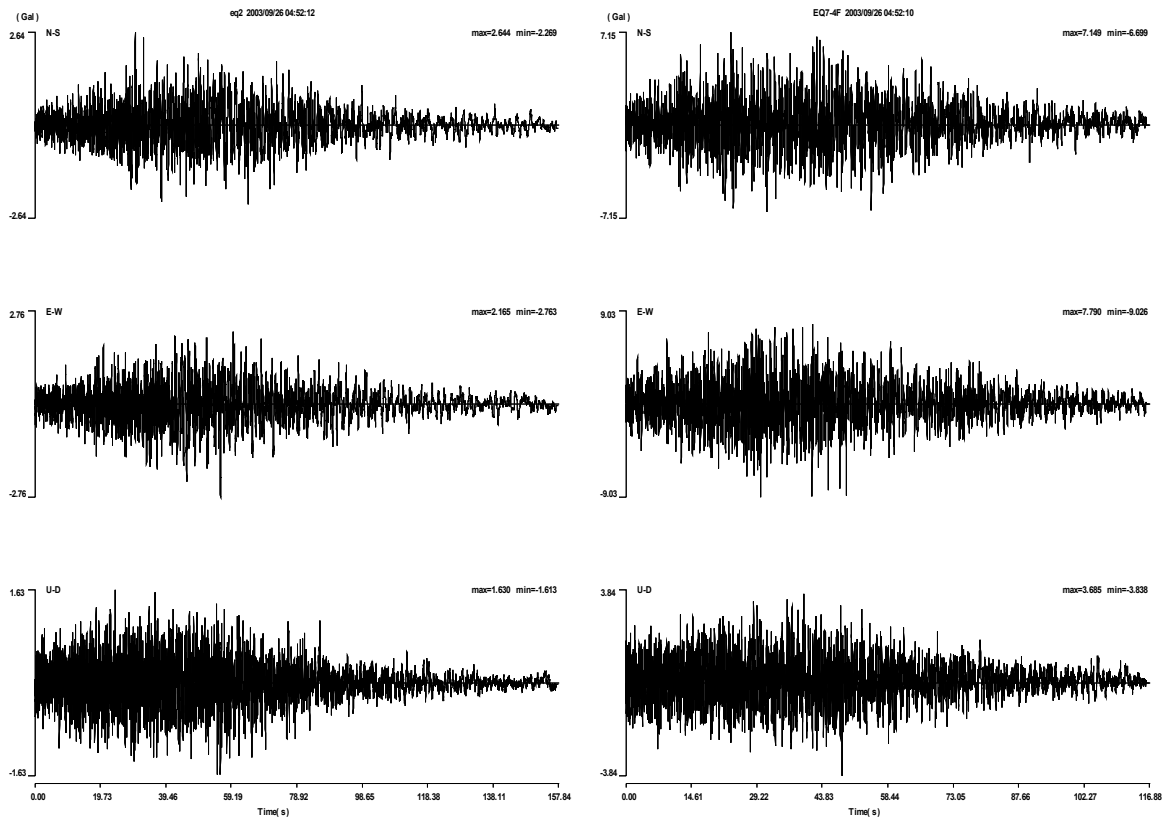 eq2 2003/09/26 04:52:12
( Gal )
2.64
N-S
max=2.644 min=-2.269
-2.64
2.76
E-W
max=2.165 min=-2.763
-2.76
1.63
U-D
max=1.630 min=-1.613
-1.63
0.00 19.73 39.46 59.19 78.92 98.65 118.38 138.11 157.84
Time( s )
EQ7-4F 2003/09/26 04:52:10
( Gal )
7.15
N-S
max=7.149 min=-6.699
-7.15
9.03
E-W
max=7.790 min=-9.026
-9.03
3.84
U-D
max=3.685 min=-3.838
-3.84
0.00 14.61 29.22 43.83 58.44 73.05 87.66 102.27 116.88
Time( s )